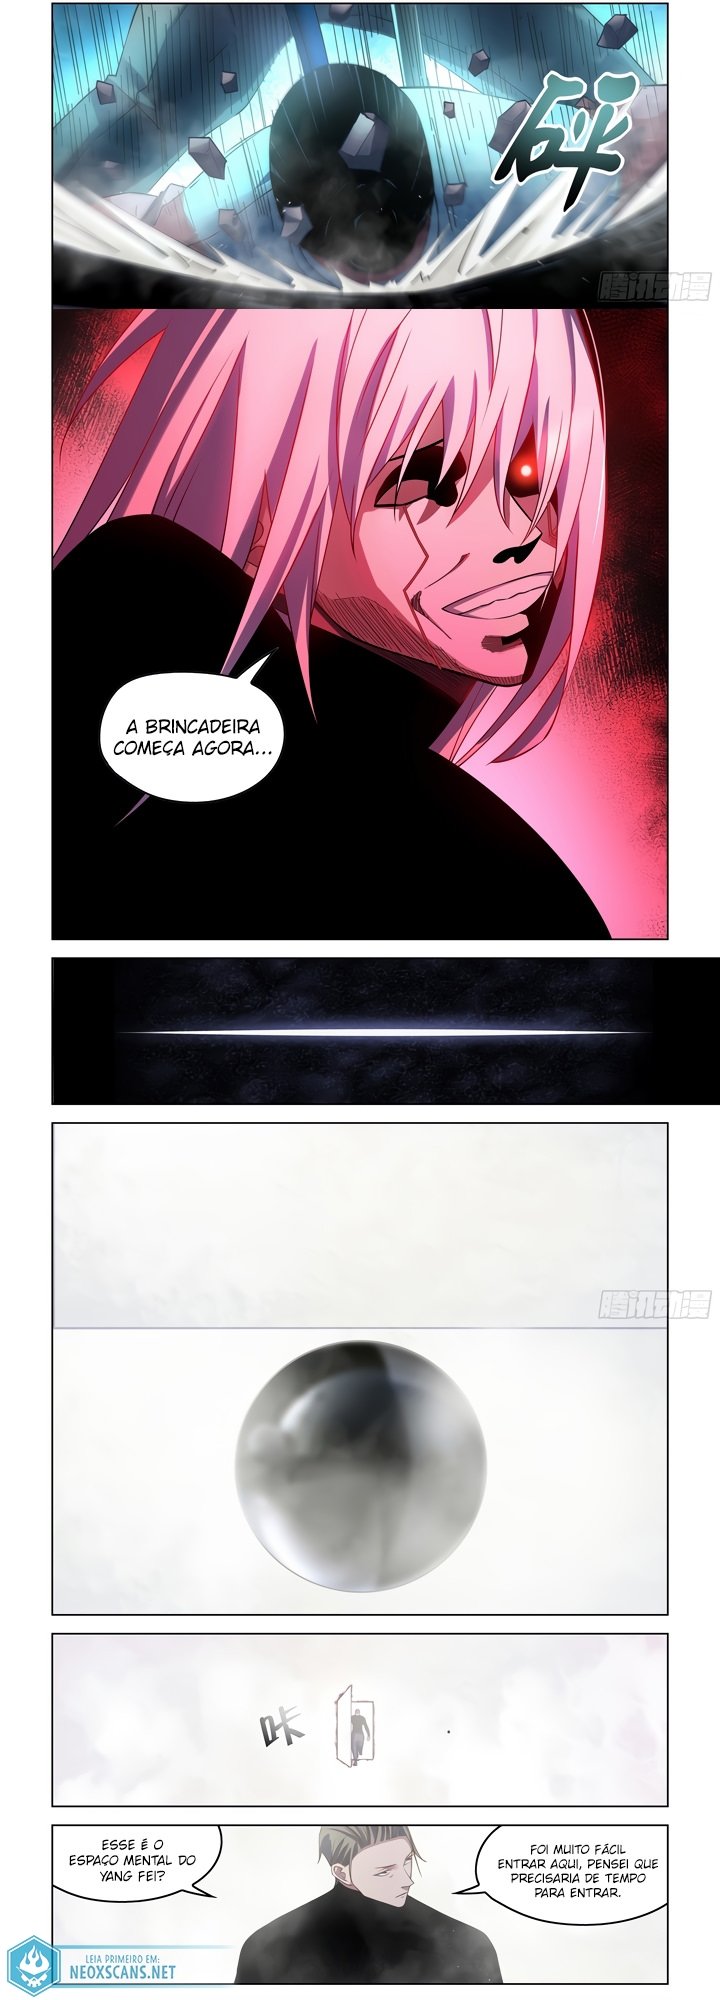 砰
腾讯动漫
A BRINCADEIRA
COMEÇA AGORA...
腾讯动漫
咔
ESSE É O
ESPAÇO MENTAL DO
YANG FEI?
FOI MUITO FÁCIL
ENTRAR AQUI, PENSEI QUE
PRECISARIA DE TEMPO
PARA ENTRAR.
LEIA PRIMEIRO EM:
NEOXSCANS.NET